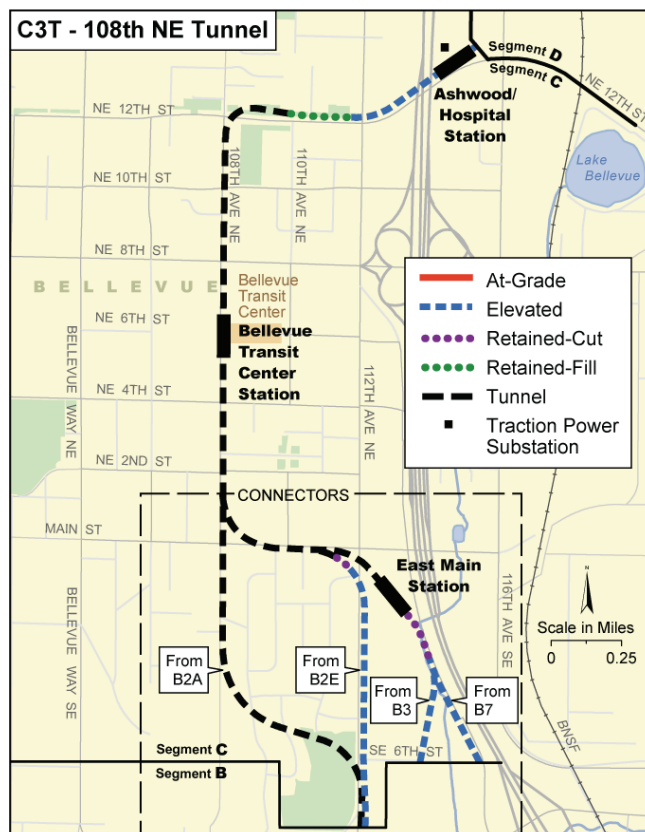 C3T - 108th NE Tunnel
Segment D
Segment C
NE 12TH ST
Ashwood/
Hospital
Station
NE 12TH ST
Lake
Bellevue
108TH AVE NE
110TH AVE NE
NE 10TH ST
NE 8TH ST
BELLEVUE
Bellevue
Transit
Center
Bellevue
Transit
Center
Station
NE 6TH ST
BELLEVUE WAY NE
NE 4TH ST
112TH AVE NE
NE 2ND ST
At-Grade
Elevated
Retained-Cut
Retained-Fill
Tunnel
Traction Power
Substation
CONNECTORS
MAIN ST
East Main
Station
BELLEVUE WAY SE
116TH AVE SE
N
Scale in Miles
0 0.25
From
B2A
From
B2E
From
B3
From
B7
BNSF
SE 6TH ST
Segment C
Segment B